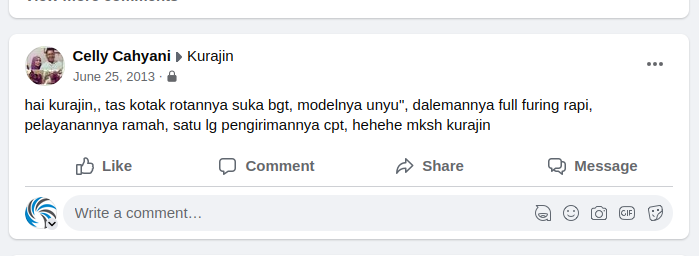 Celly Cahyani Kurajin
June 25, 2013 ·
hai kurajin,, tas kotak rotannya suka bgt, modelnya unyu", dalemannya full furing rapi,
pelayanannya ramah, satu lg pengirimannya cpt, hehehe mksh kurajin
Like Comment Share Message
Write a comment…
GIF